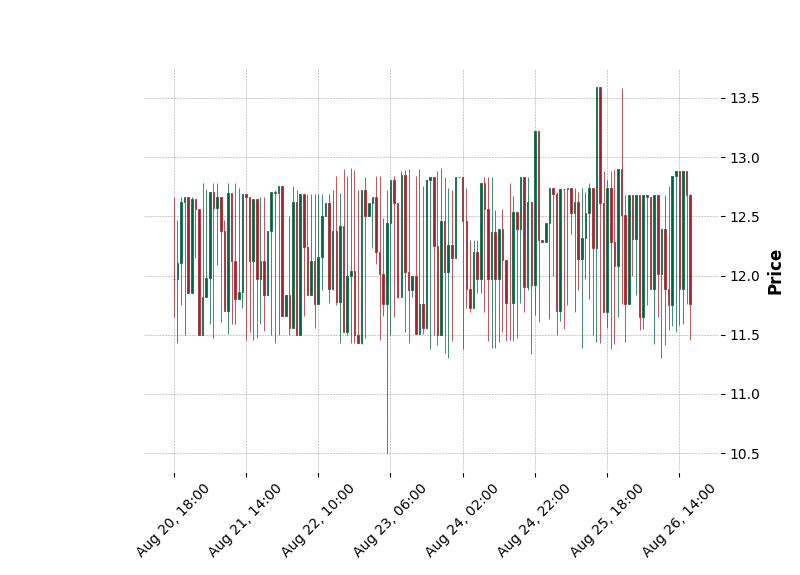 13.5
13.0
12.5
12.0
11.5
11.0
10.5
Price
Aug 20, 18:00
Aug 21, 14:00
Aug 22, 10:00
Aug 23, 06:00
Aug 24, 02:00
Aug 24, 22:00
Aug 25, 18:00
Aug 26, 14:00